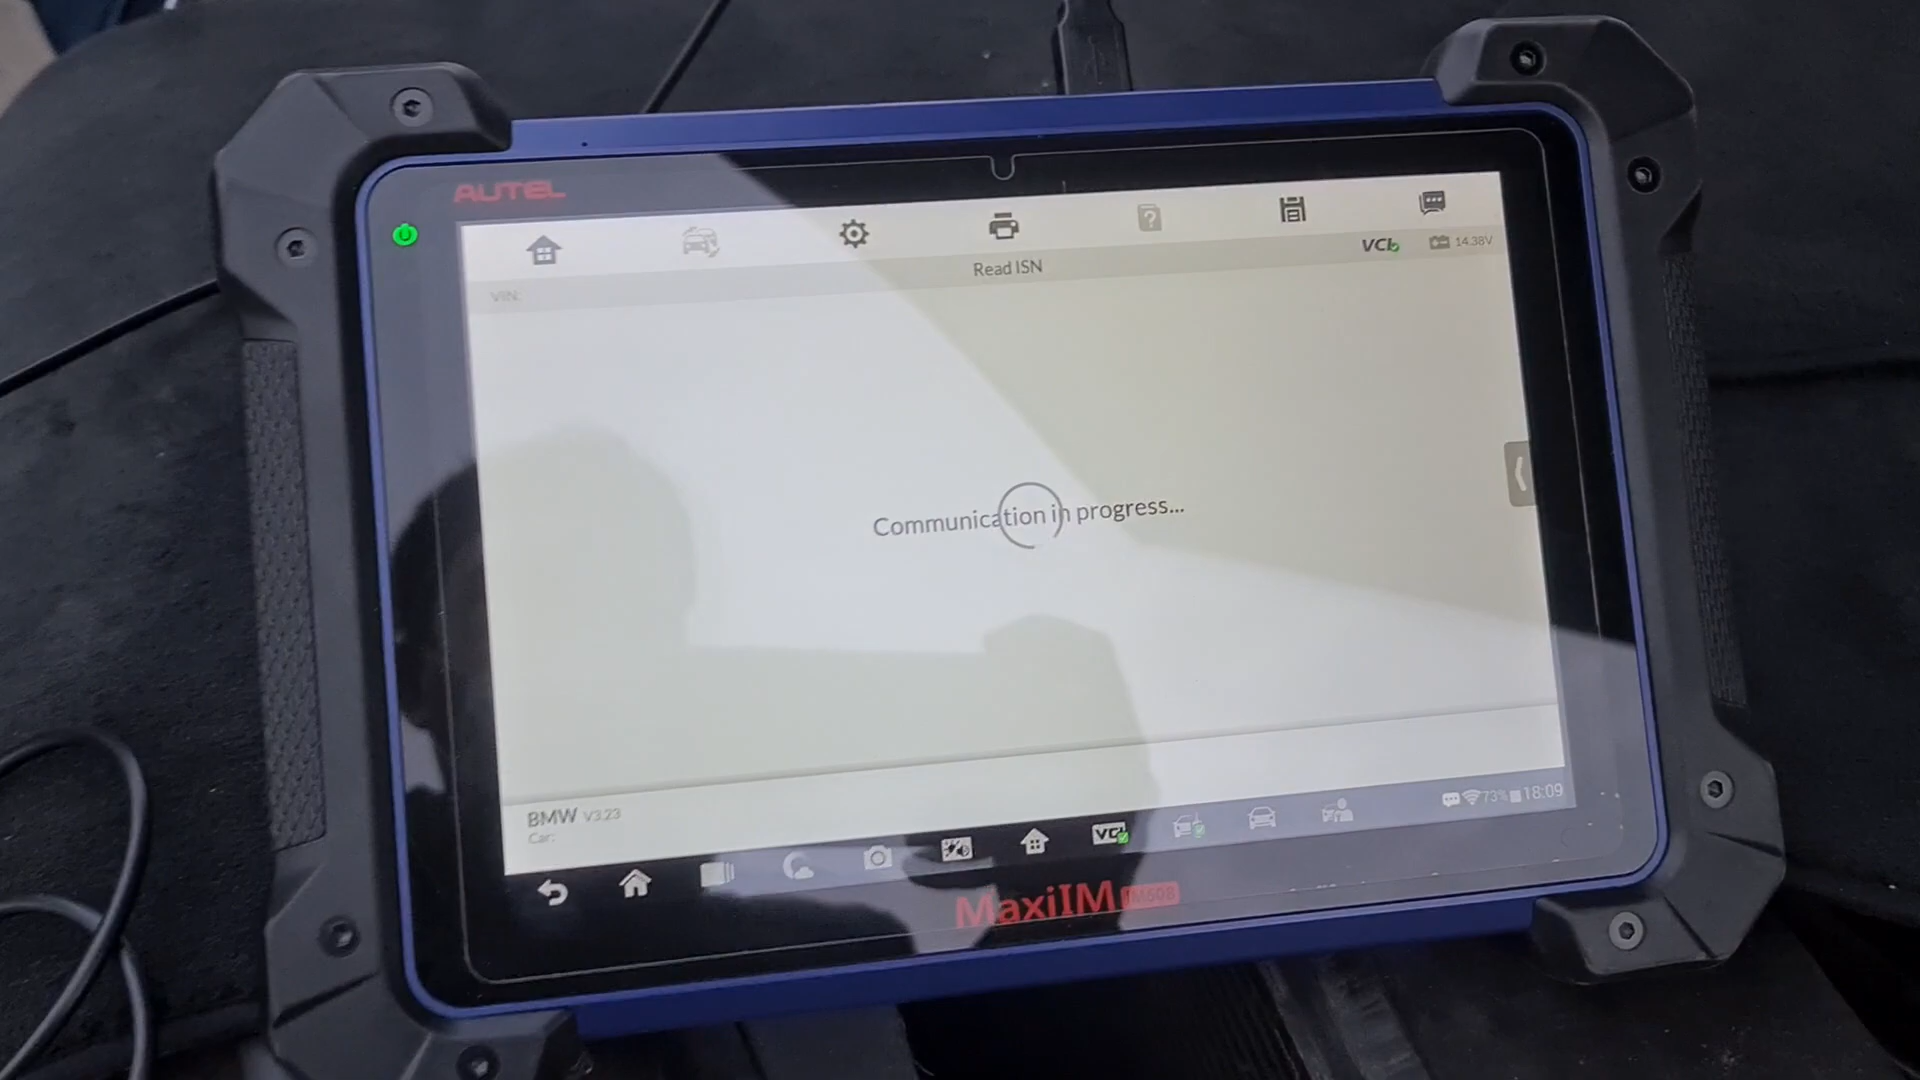 AUTEL
VCI 14.38V
Read ISN
VIN:
Communication in progress...
BMW V3.23
Car:
VCI
73% 18:09
MaxiIM IM508